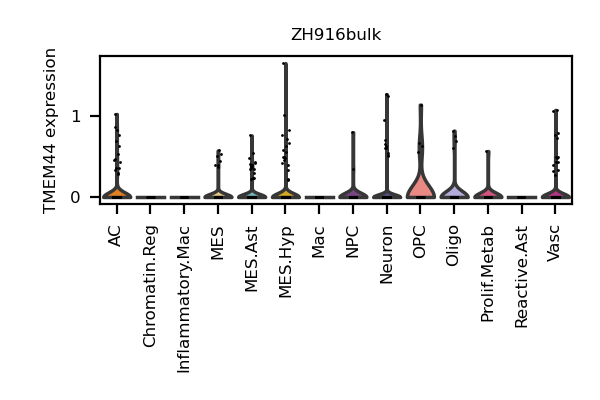 ZH916bulk
TMEM44 expression
1
0
AC
Chromatin.Reg
Inflammatory.Mac
MES
MES.Ast
MES.Hyp
Mac
NPC
Neuron
OPC
Oligo
Prolif.Metab
Reactive.Ast
Vasc